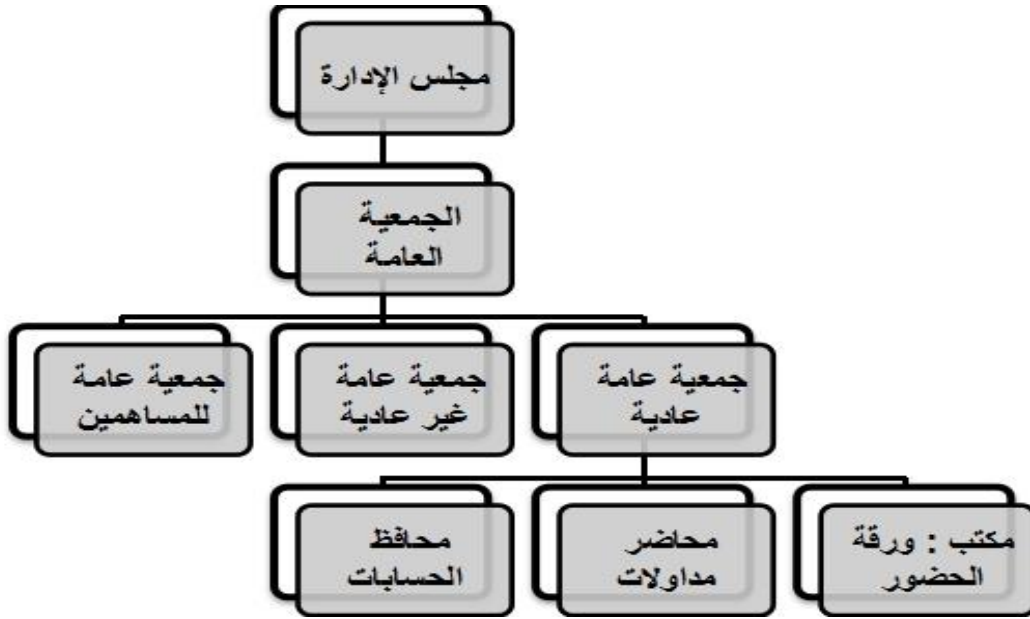 مجلس الإدارة
الجمعية
العامة
جمعية عامة
عادية
جمعية عامة
غير عادية
جمعية عامة
للمساهمين
مكتب : ورقة
الحضور
محاضر
مداولات
محافظ
الحسابات